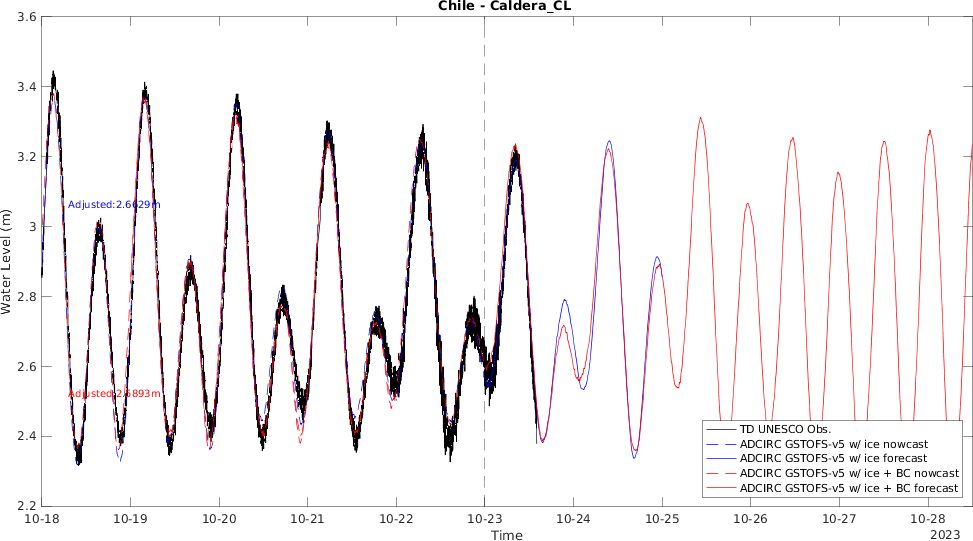 Chile - Caldera_CL
3.6
3.4
3.2
3
2.8
2.6
2.4
2.2
Water Level (m)
Adjusted:2.6629m
Adjusted:2.6893m
TD UNESCO Obs.
ADCIRC GSTOFS-v5 w/ ice nowcast
ADCIRC GSTOFS-v5 w/ ice forecast
ADCIRC GSTOFS-v5 w/ ice + BC nowcast
ADCIRC GSTOFS-v5 w/ ice + BC forecast
10-18 10-19 10-20 10-21 10-22 10-23 10-24 10-25 10-26 10-27 10-28
Time
2023